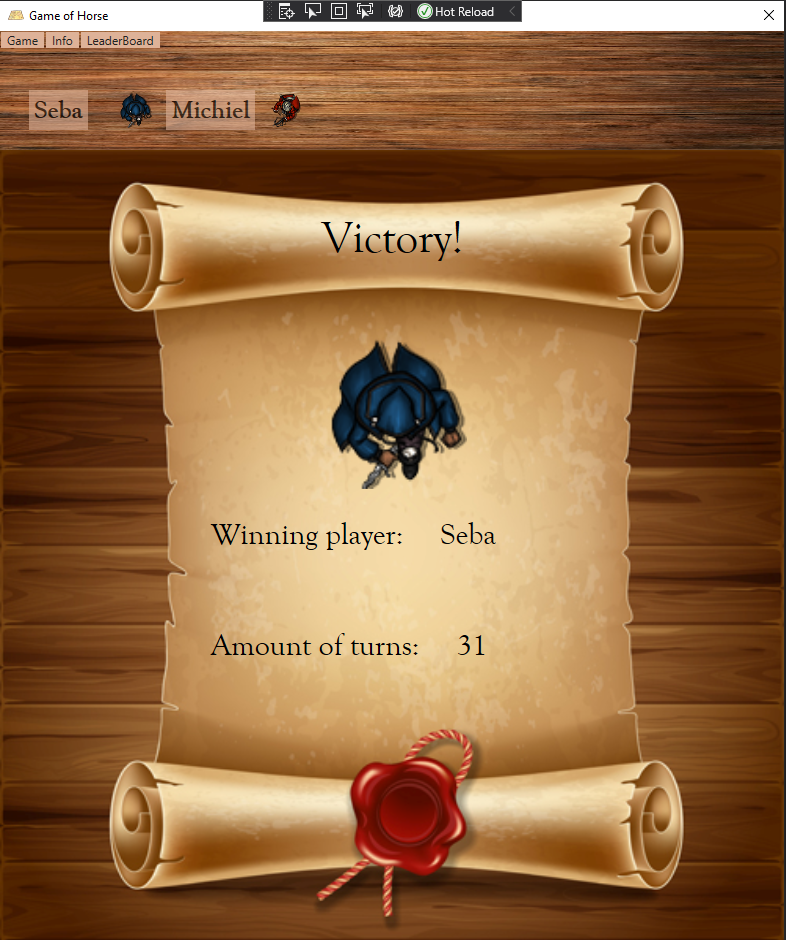 Game of Horse
Hot Reload
Game Info LeaderBoard
Seba Michiel
Victory!
Winning player: Seba
Amount of turns: 31